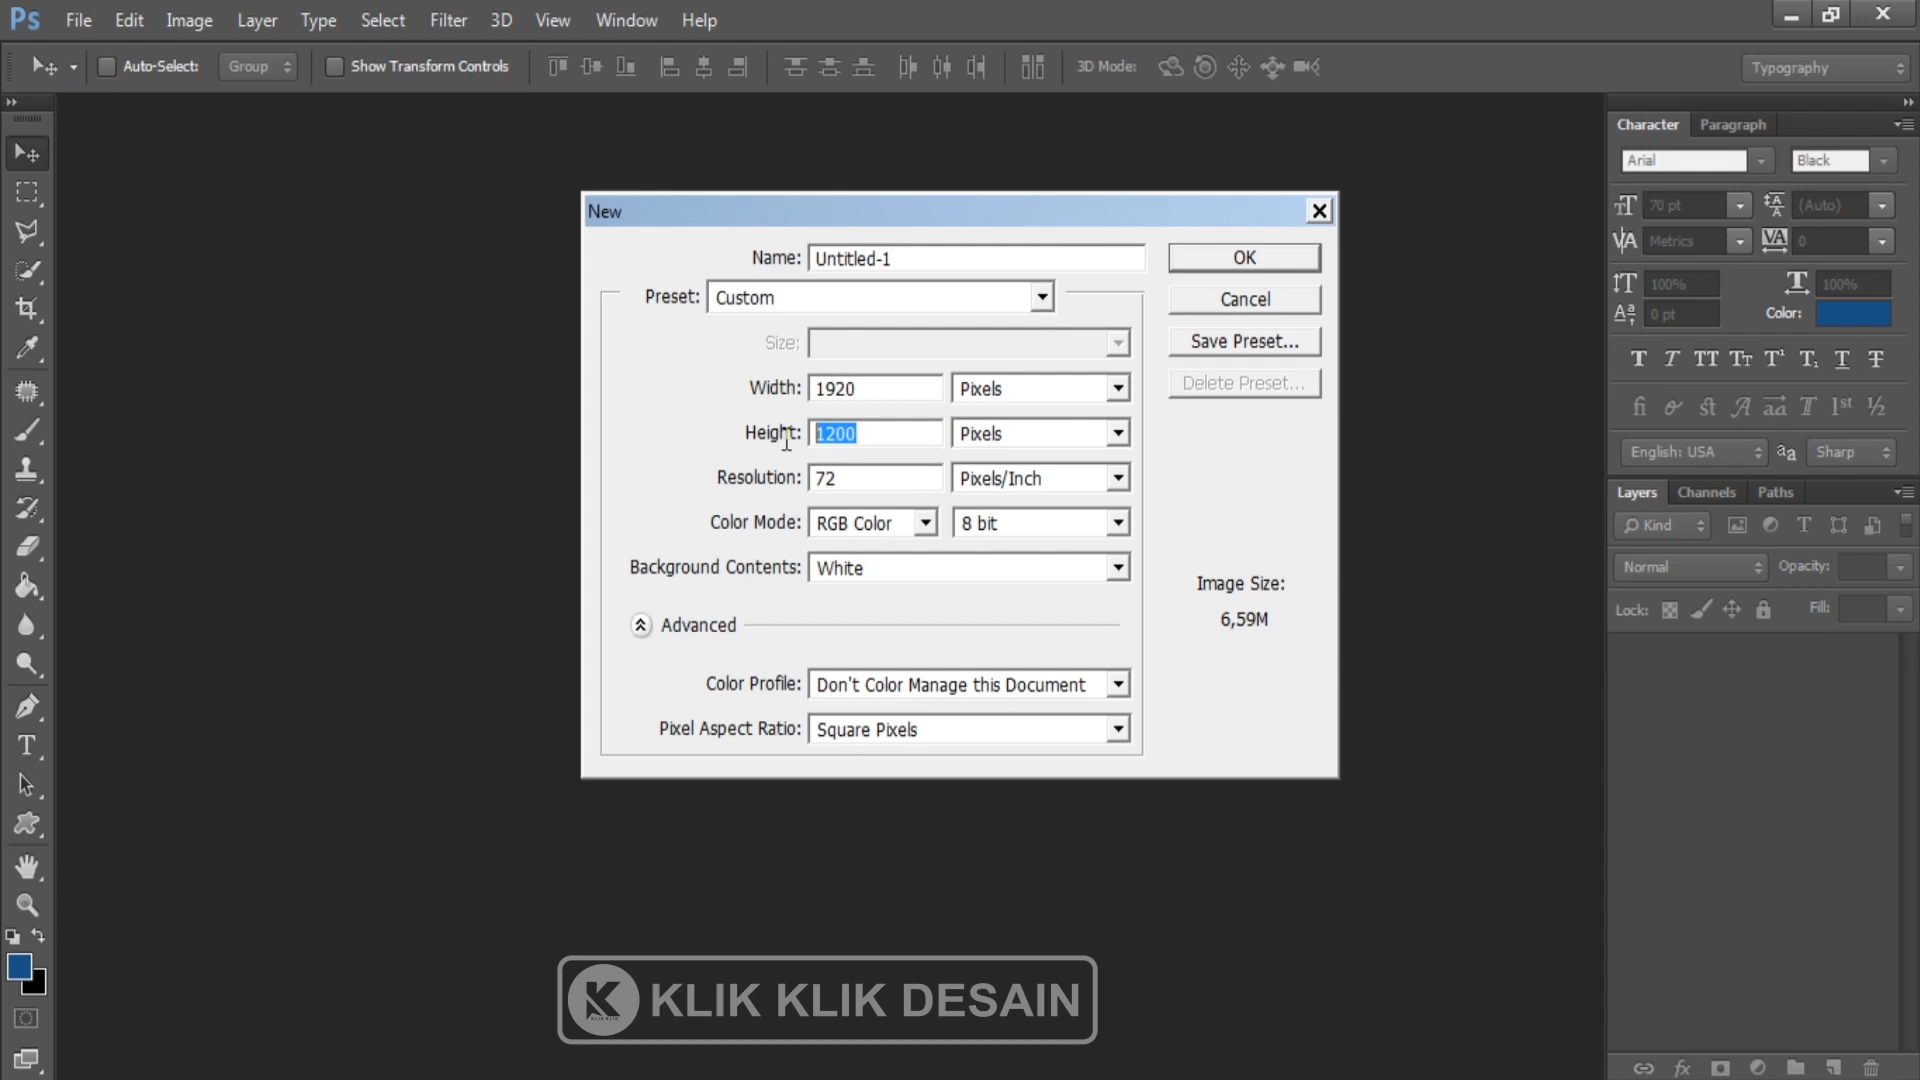 Ps File Edit Image Layer Type Select Filter 3D View Window Help
Auto-Select: Group Show Transform Controls 3D Mode: Typography
Character Paragraph
Arial Black
70 pt (Auto)
Metrics 0
100% 100%
0 pt Color:
English: USA aa Sharp
Layers Channels Paths
Kind
Normal Opacity:
Lock: Fill:
New
Name: Untitled-1 OK
Preset: Custom Cancel
Size: Save Preset...
Width: 1920 Pixels Delete Preset...
Height: 1200 Pixels
Resolution: 72 Pixels/Inch
Color Mode: RGB Color 8 bit
Background Contents: White
Image Size:
6,59M
Advanced
Color Profile: Don't Color Manage this Document
Pixel Aspect Ratio: Square Pixels
KLIK KLIK DESAIN